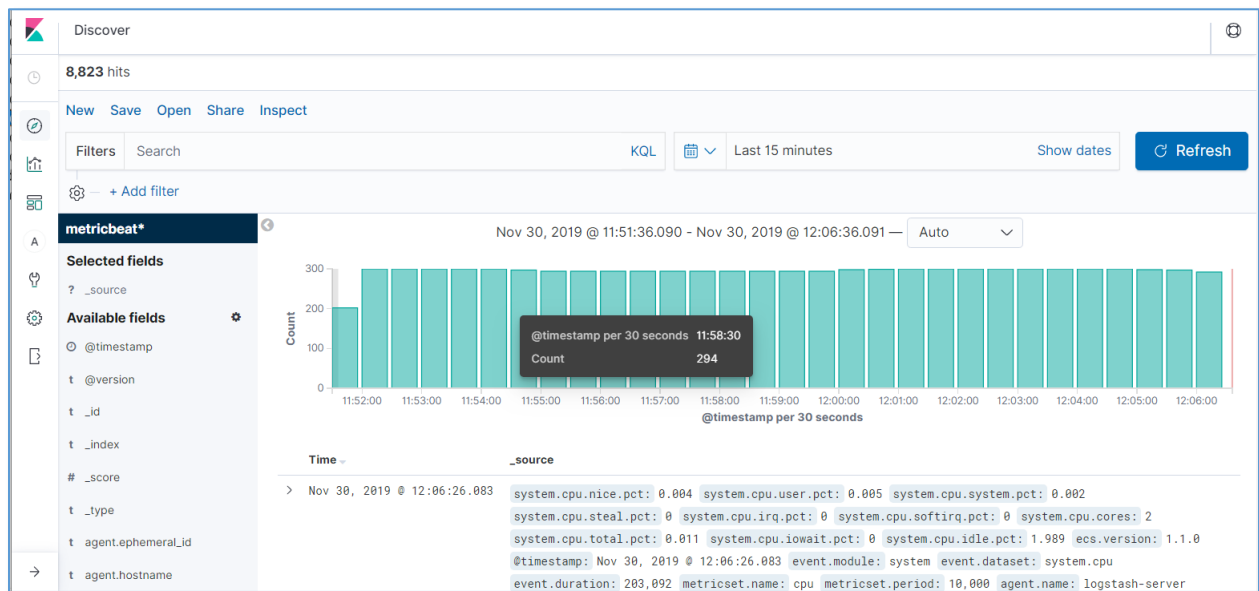 Discover
8,823 hits
New Save Open Share Inspect
Filters Search KQL Last 15 minutes Show dates Refresh
+ Add filter
metricbeat*
Selected fields
? _source
Available fields
@timestamp
t @version
t _id
t _index
# _score
t _type
t agent.ephemeral_id
t agent.hostname
A
Nov 30, 2019 @ 11:51:36.090 - Nov 30, 2019 @ 12:06:36.091 — Auto
300
200
100
0
Count
@timestamp per 30 seconds 11:58:30
Count 294
11:52:00 11:53:00 11:54:00 11:55:00 11:56:00 11:57:00 11:58:00 11:59:00 12:00:00 12:01:00 12:02:00 12:03:00 12:04:00 12:05:00 12:06:00
@timestamp per 30 seconds
Time _source
Nov 30, 2019 @ 12:06:26.083 system.cpu.nice.pct: 0.004 system.cpu.user.pct: 0.005 system.cpu.system.pct: 0.002
system.cpu.steal.pct: 0 system.cpu.irq.pct: 0 system.cpu.softirq.pct: 0 system.cpu.cores: 2
system.cpu.total.pct: 0.011 system.cpu.iowait.pct: 0 system.cpu.idle.pct: 1.989 ecs.version: 1.1.0
@timestamp: Nov 30, 2019 @ 12:06:26.083 event.module: system event.dataset: system.cpu
event.duration: 203,092 metricset.name: cpu metricset.period: 10,000 agent.name: logstash-server